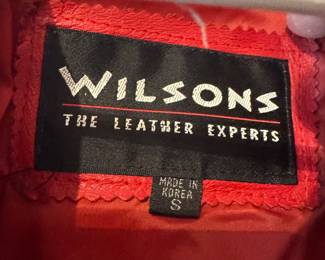 WILSONS
THE LEATHER EXPERTS
MADE IN
KOREA
S